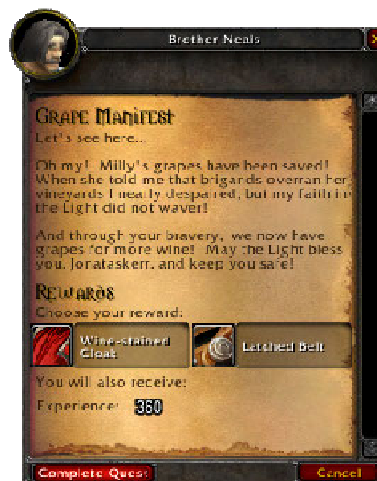 Brother Neals
Grape Manifest
Let's see here...
Oh my! Milly's grapes have been saved!
When she told me that brigands overran her
vineyards I nearly despaired, but my faith in
the Light did not waver!
And through your bravery, we now have
grapes for more wine! May the Light bless
you, Jonataskerr, and keep you safe!
Rewards
Choose your reward:
Wine-stained
Cloak
Latched Belt
You will also receive:
Experience: 360
Complete Quest
Cancel